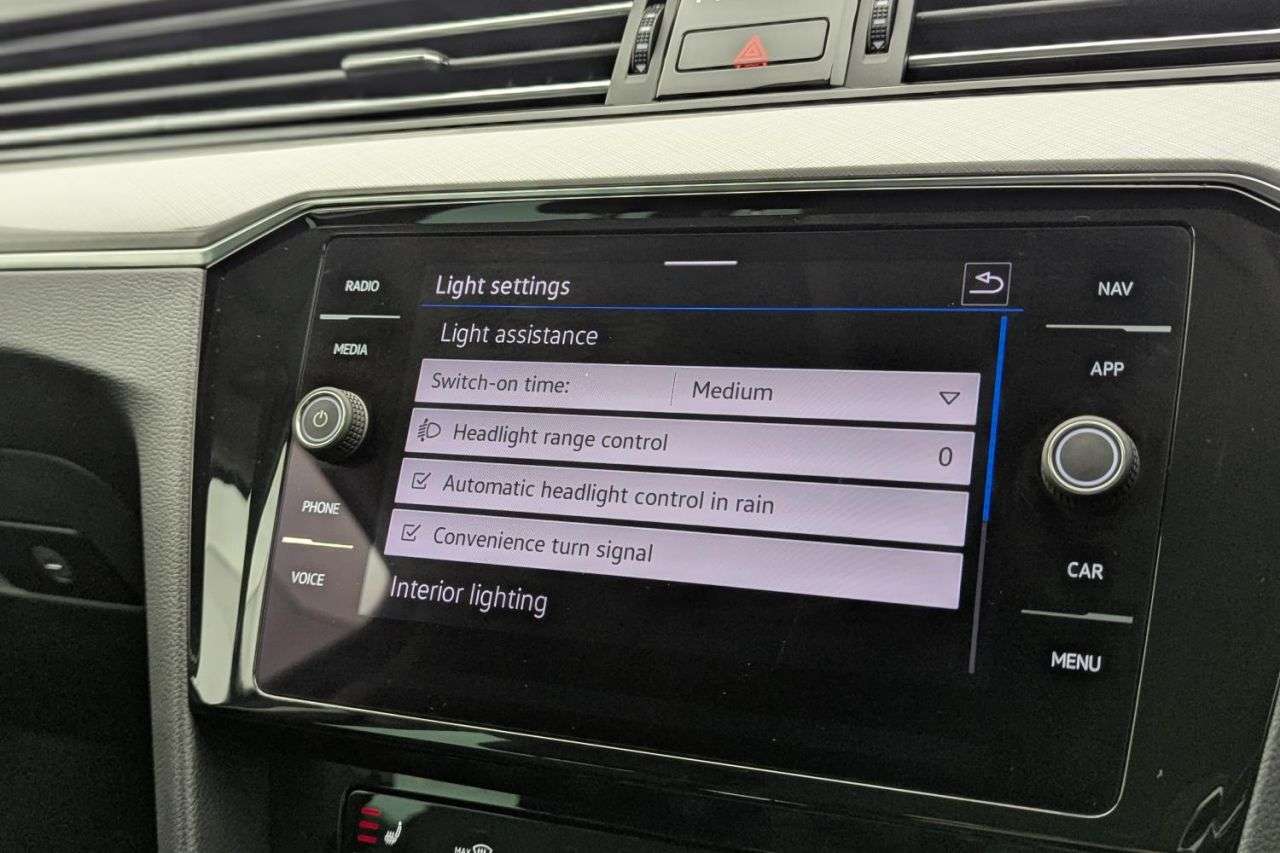 RADIO
MEDIA
PHONE
VOICE
Light settings
Light assistance
Switch-on time: Medium
Headlight range control 0
Automatic headlight control in rain
Convenience turn signal
Interior lighting
NAV
APP
CAR
MENU
MAX